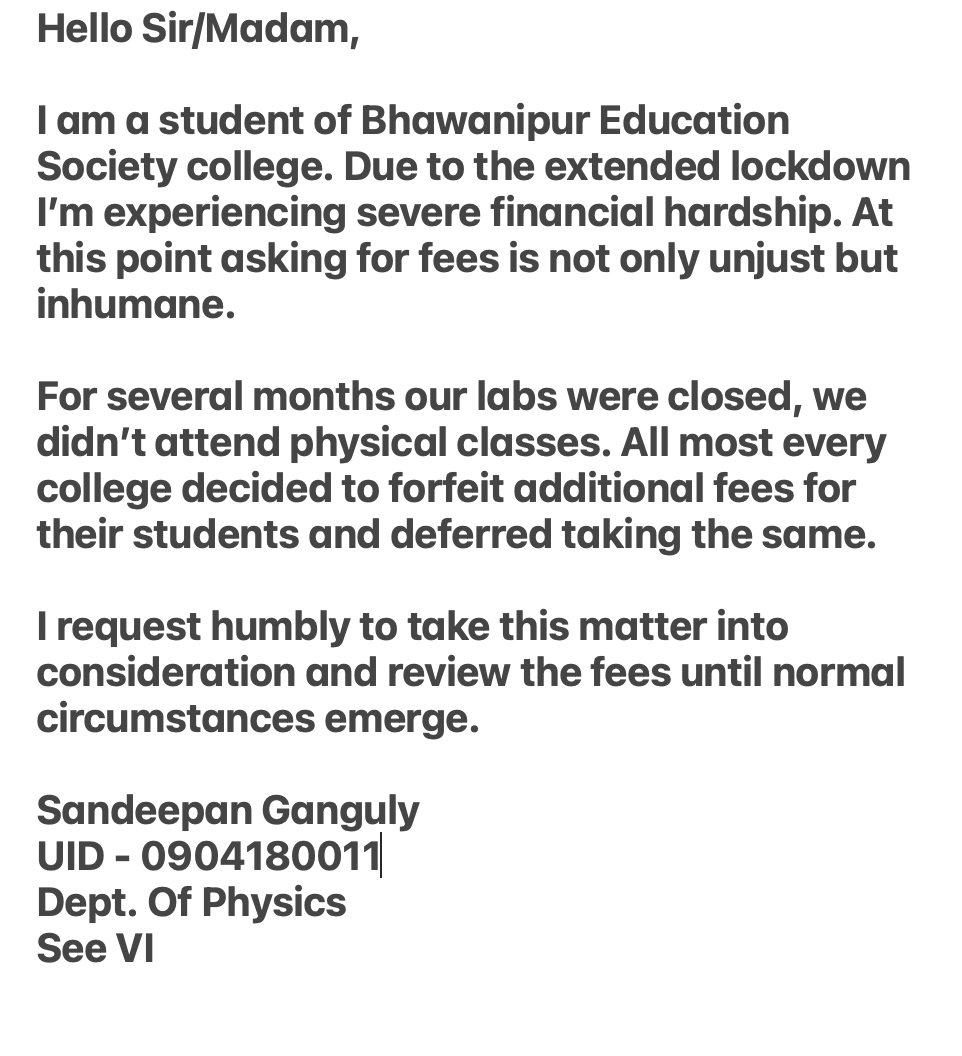 Hello Sir/Madam,
I am a student of Bhawanipur Education
Society college. Due to the extended lockdown
I’m experiencing severe financial hardship. At
this point asking for fees is not only unjust but
inhumane.
For several months our labs were closed, we
didn’t attend physical classes. All most every
college decided to forfeit additional fees for
their students and deferred taking the same.
I request humbly to take this matter into
consideration and review the fees until normal
circumstances emerge.
Sandeepan Ganguly
UID - 0904180011
Dept. Of Physics
See VI